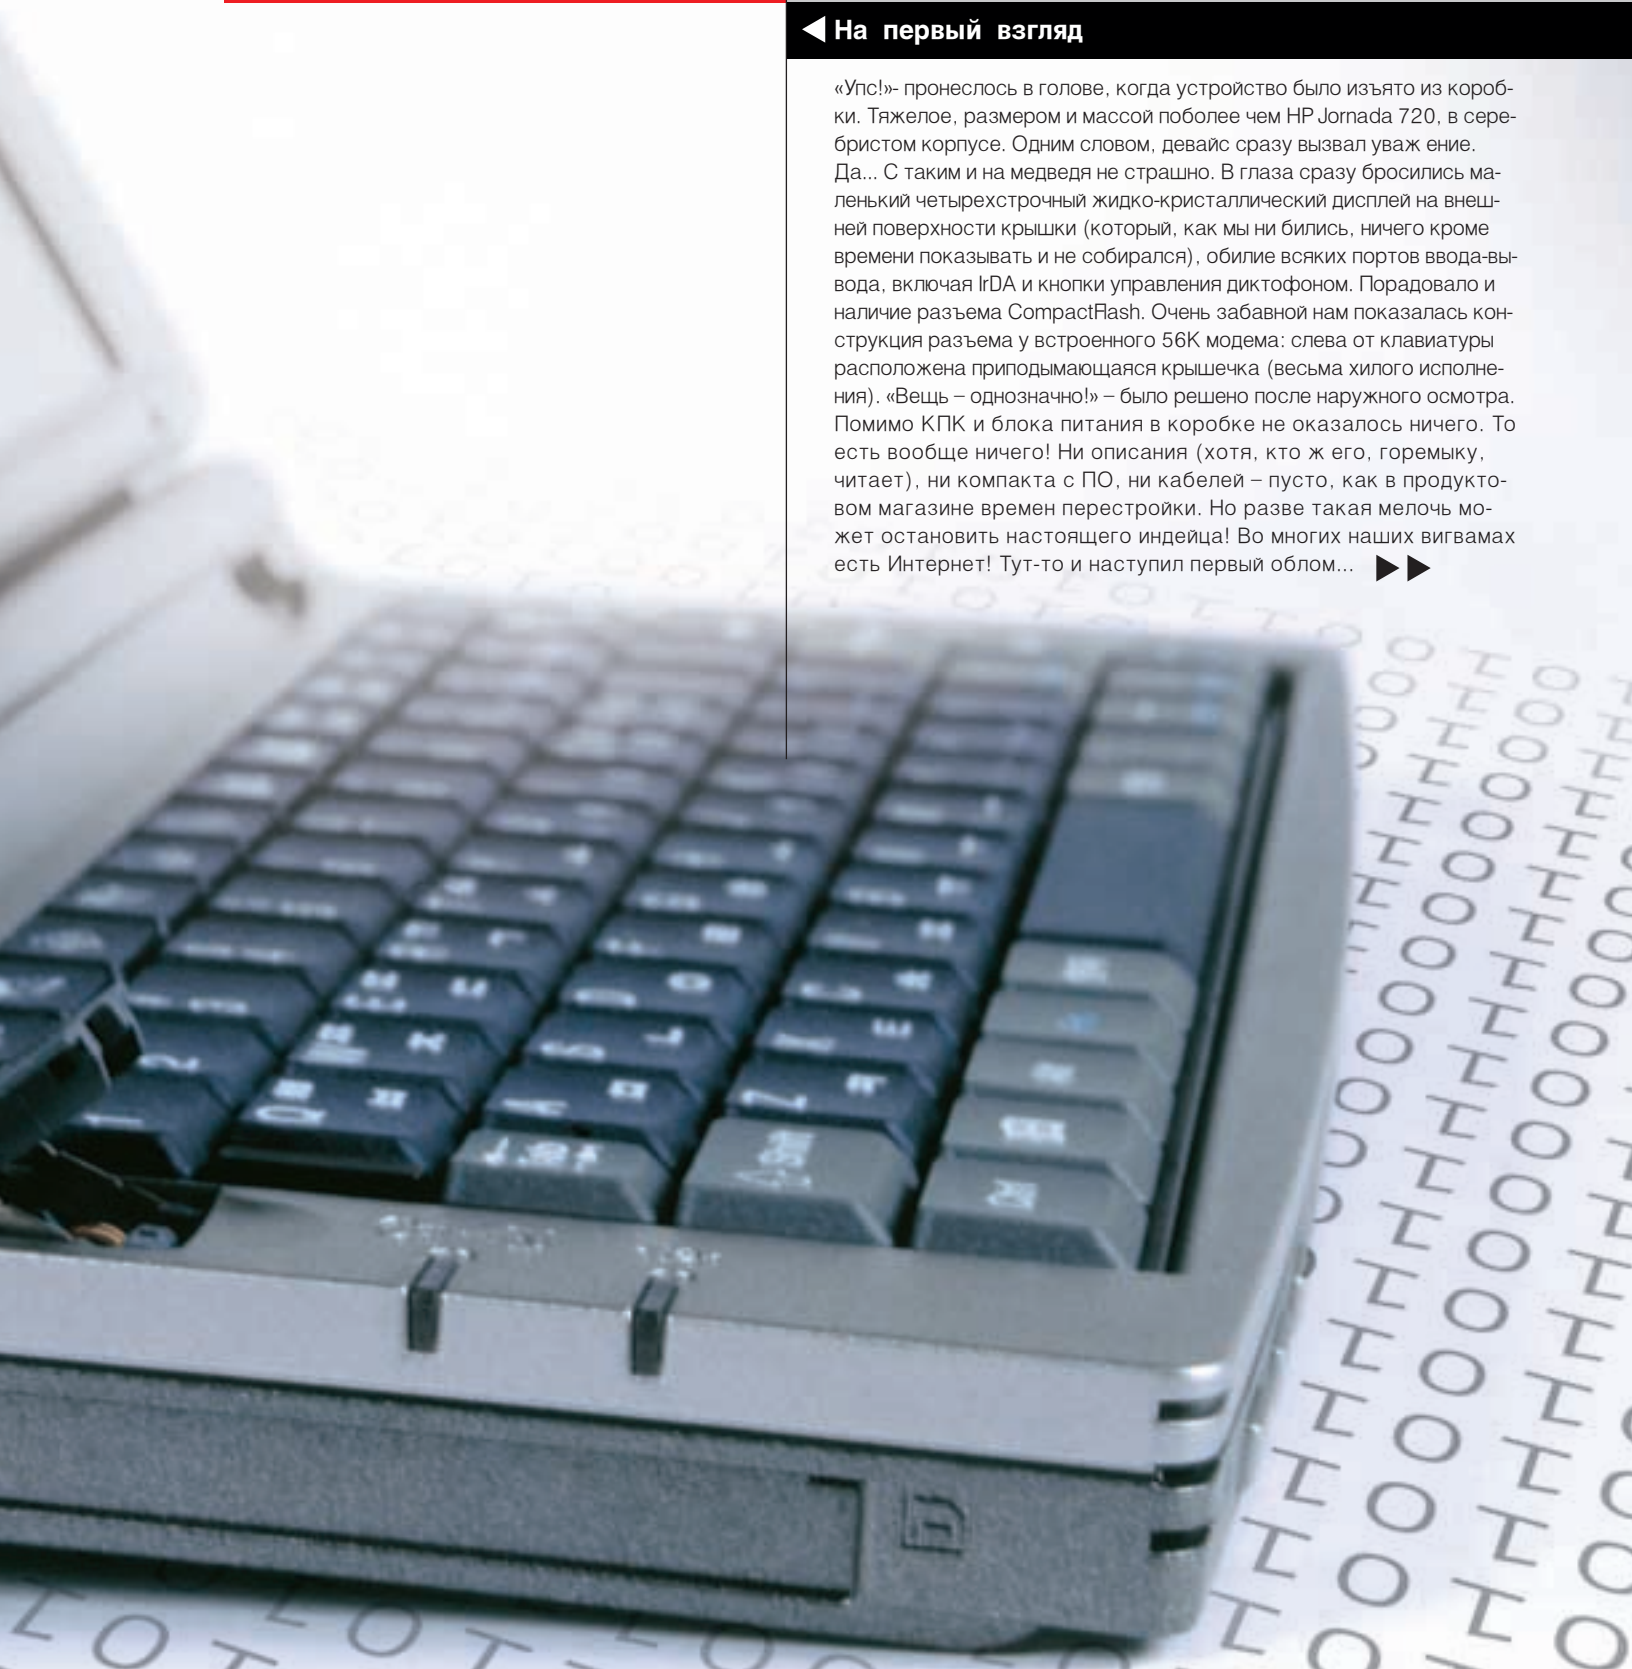 На первый взгляд
«Упс!»- пронеслось в голове, когда устройство было изъято из короб-
ки. Тяжелое, размером и массой поболее чем HP Jornada 720, в сере-
бристом корпусе. Одним словом, девайс сразу вызвал уваж ение.
Да... С таким и на медведя не страшно. В глаза сразу бросились ма-
ленький четырехстрочный жидко-кристаллический дисплей на внеш-
ней поверхности крышки (который, как мы ни бились, ничего кроме
времени показывать и не собирался), обилие всяких портов ввода-вы-
вода, включая IrDA и кнопки управления диктофоном. Порадовало и
наличие разъема CompactFlash. Очень забавной нам показалась кон-
струкция разъема у встроенного 56К модема: слева от клавиатуры
расположена приподымающаяся крышечка (весьма хилого исполне-
ния). «Вещь – однозначно!» – было решено после наружного осмотра.
Помимо КПК и блока питания в коробке не оказалось ничего. То
есть вообще ничего! Ни описания (хотя, кто ж его, горемыку,
читает), ни компакта с ПО, ни кабелей – пусто, как в продукто-
вом магазине времен перестройки. Но разве такая мелочь мо-
жет остановить настоящего индейца! Во многих наших вигвамах
есть Интернет! Тут-то и наступил первый облом...